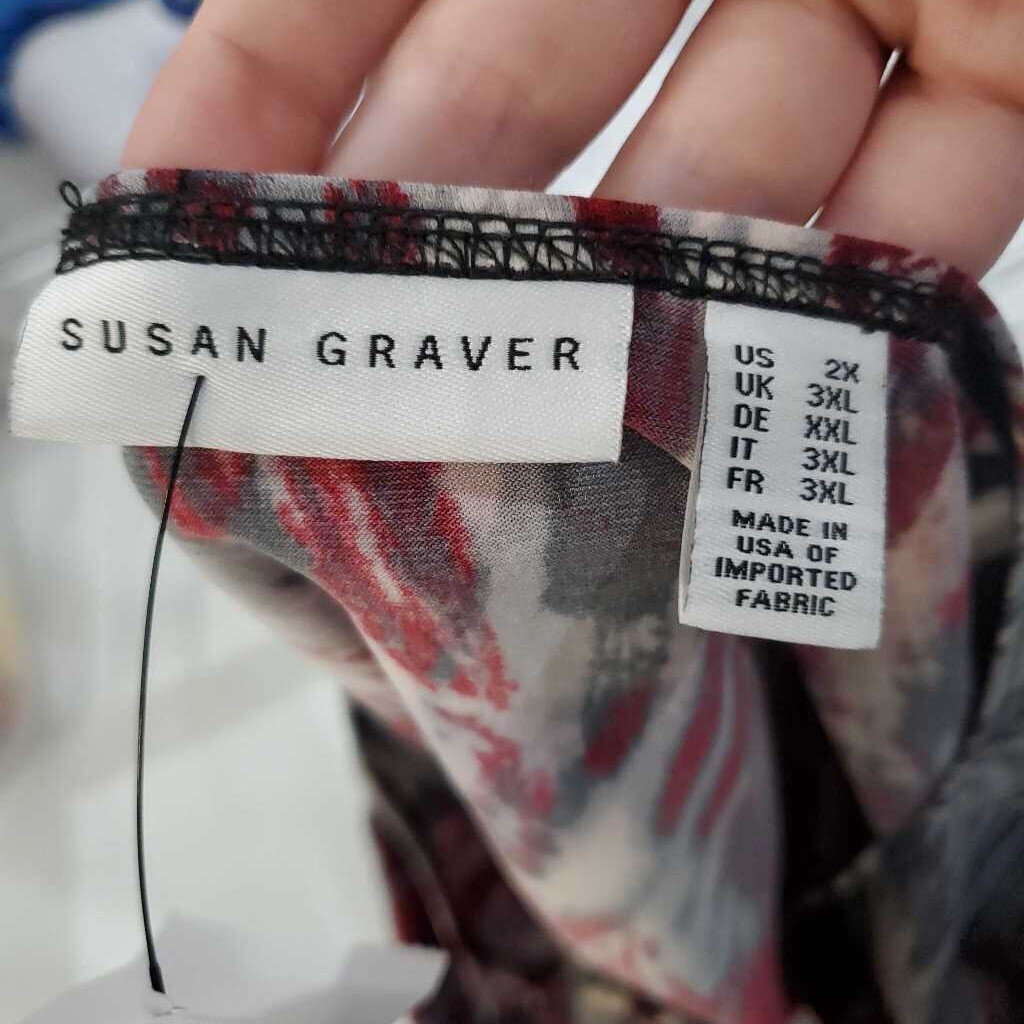 SUSAN GRAVER
US 2X
UK 3XL
DE XXL
IT 3XL
FR 3XL
MADE IN
USA OF
IMPORTED
FABRIC